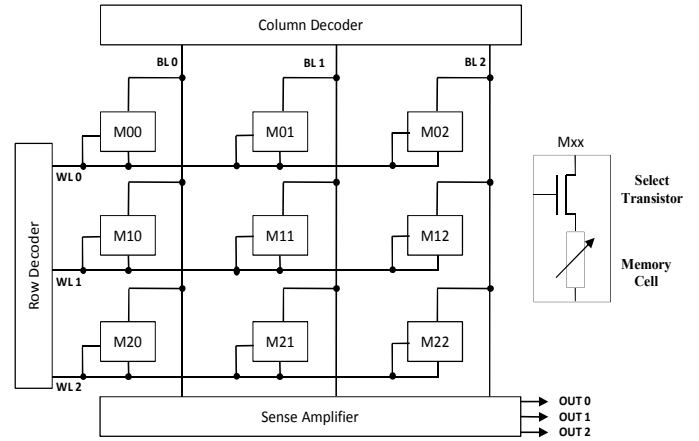 Column Decoder
BL 0
BL 1
BL 2
M00
M01
M02
Mxx
WL 0
Select
Transistor
M10
M11
M12
Row Decoder
Memory
Cell
WL 1
M20
M21
M22
WL 2
Sense Amplifier
OUT 0
OUT 1
OUT 2